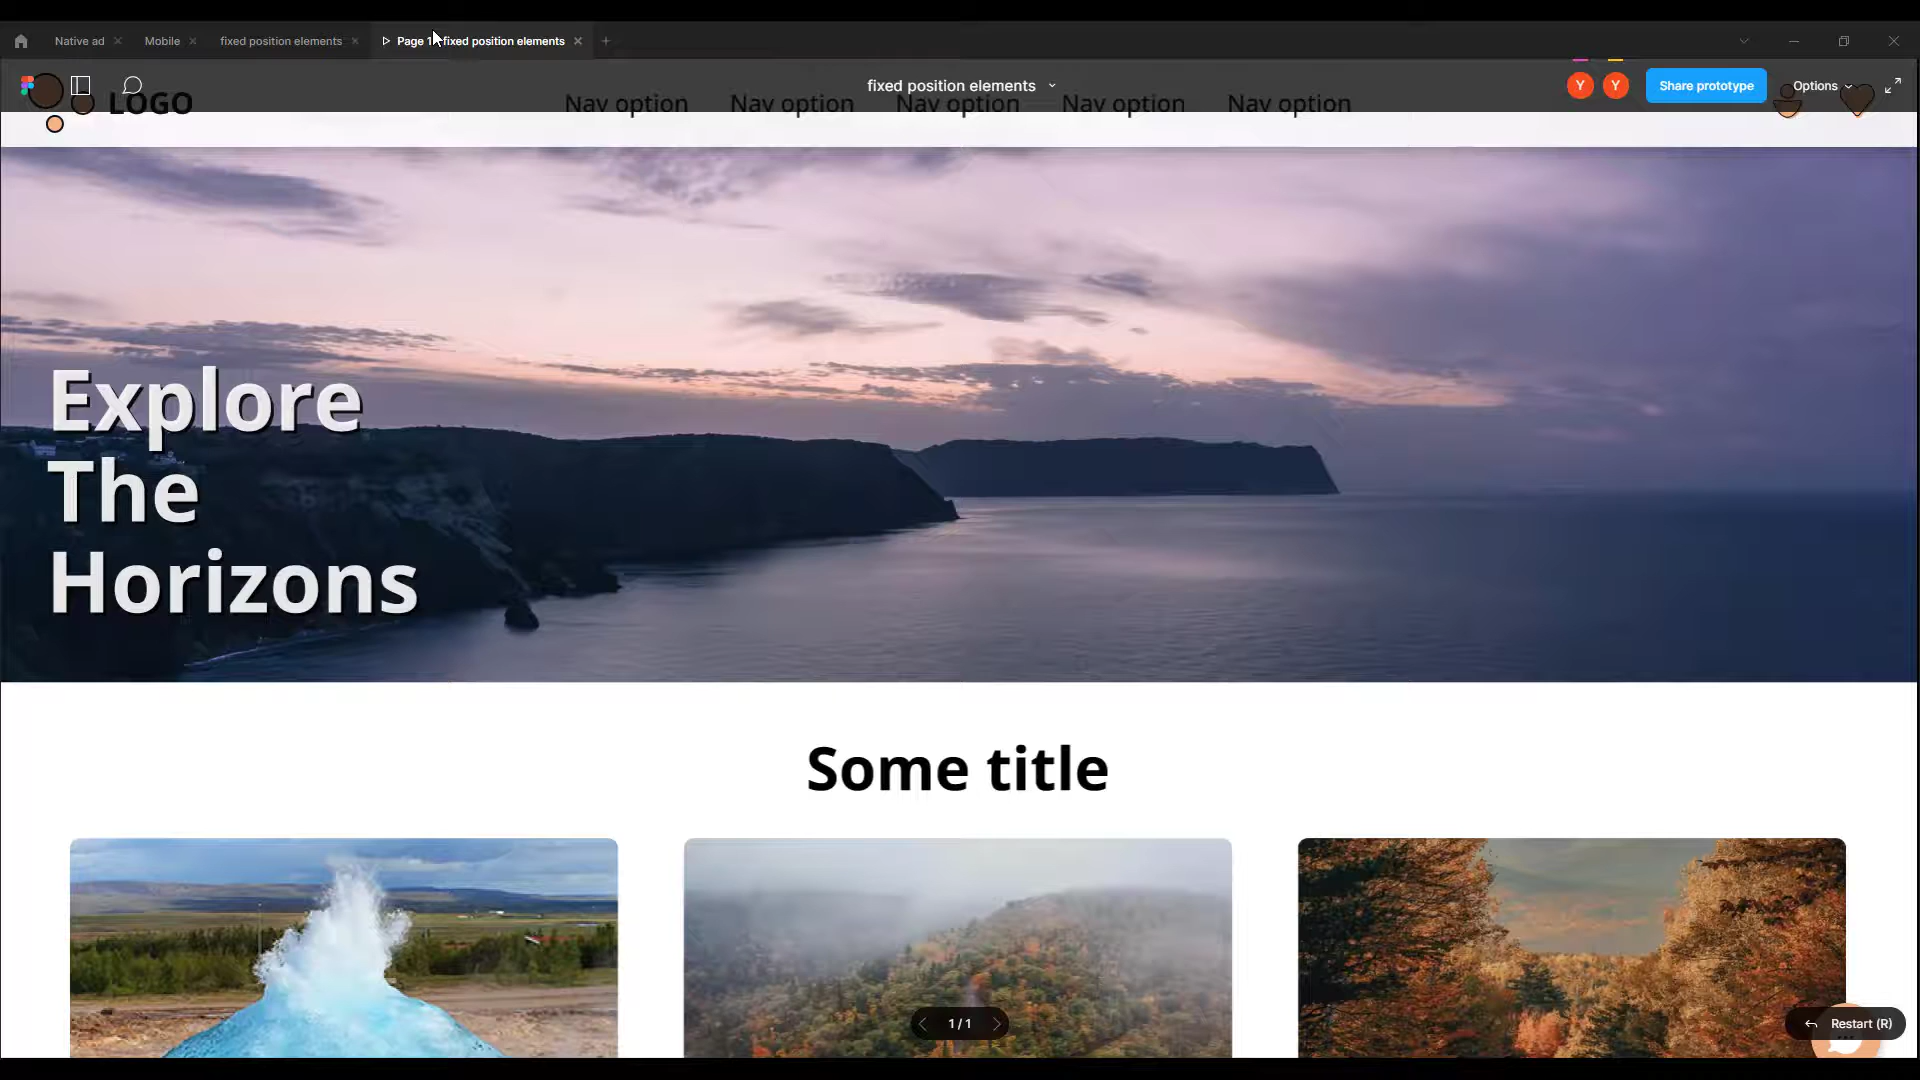 Native ad
Mobile
fixed position elements
Page 1 - fixed position elements
fixed position elements
Y
Y
Share prototype
Options
LOGO
Nav option
Nav option
Nav option
Nav option
Nav option
Explore
The
Horizons
Some title
1 / 1
Restart (R)